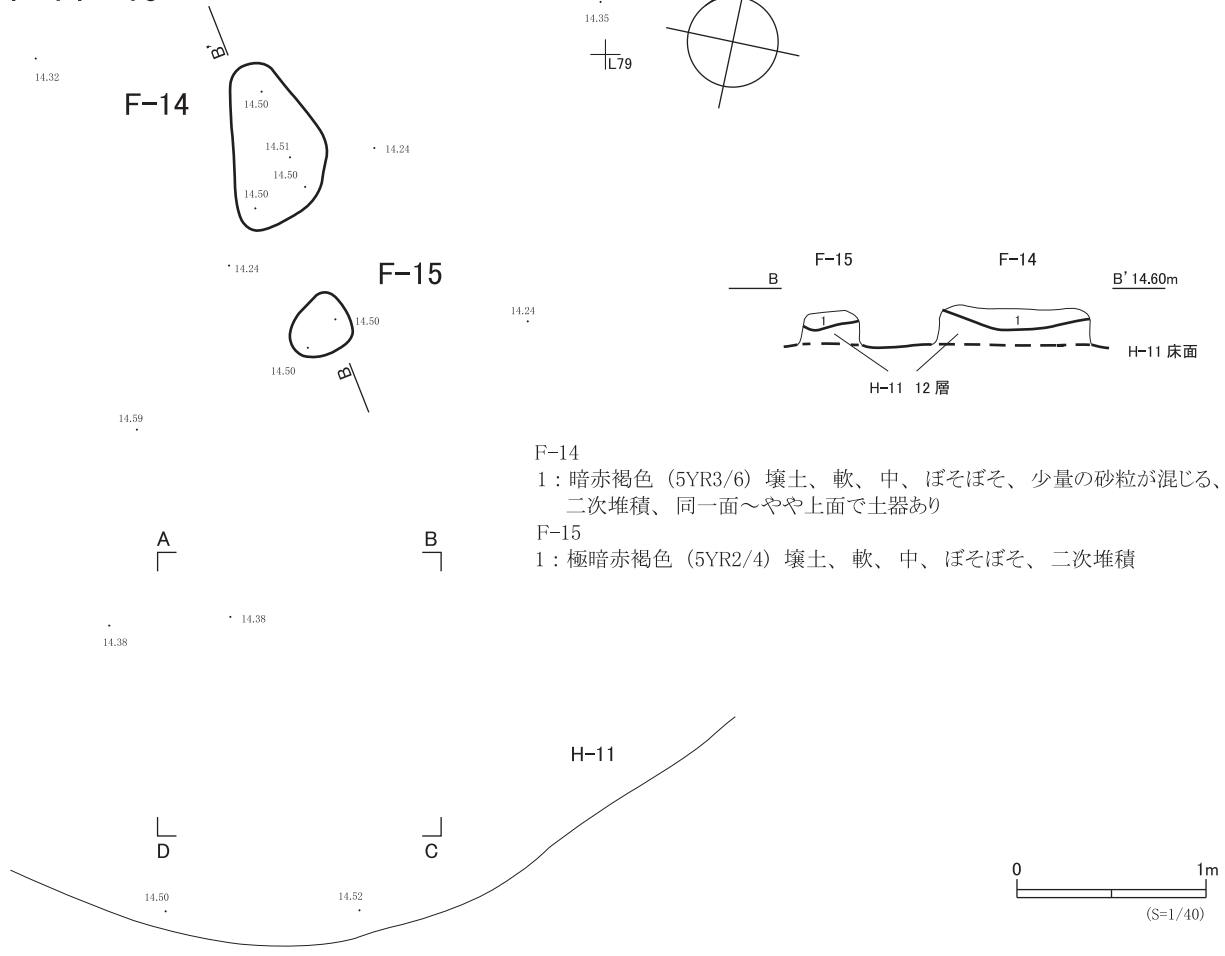 14.35
L79
B'
14.32
F-14
14.50
14.51
14.50
14.50
14.24
14.24
F-15
14.50
14.24
14.50
B
14.59
F-15
F-14
B
B' 14.60m
1
1
H-11 床面
H-11 12 層
F-14
1：暗赤褐色 (5YR3/6) 壌土、軟、中、ぼそぼそ、少量の砂粒が混じる、
二次堆積、同一面～やや上面で土器あり
F-15
1：極暗赤褐色 (5YR2/4) 壌土、軟、中、ぼそぼそ、二次堆積
A
B
14.38
14.38
H-11
D
C
14.50
14.52
0
1m
(S=1/40)